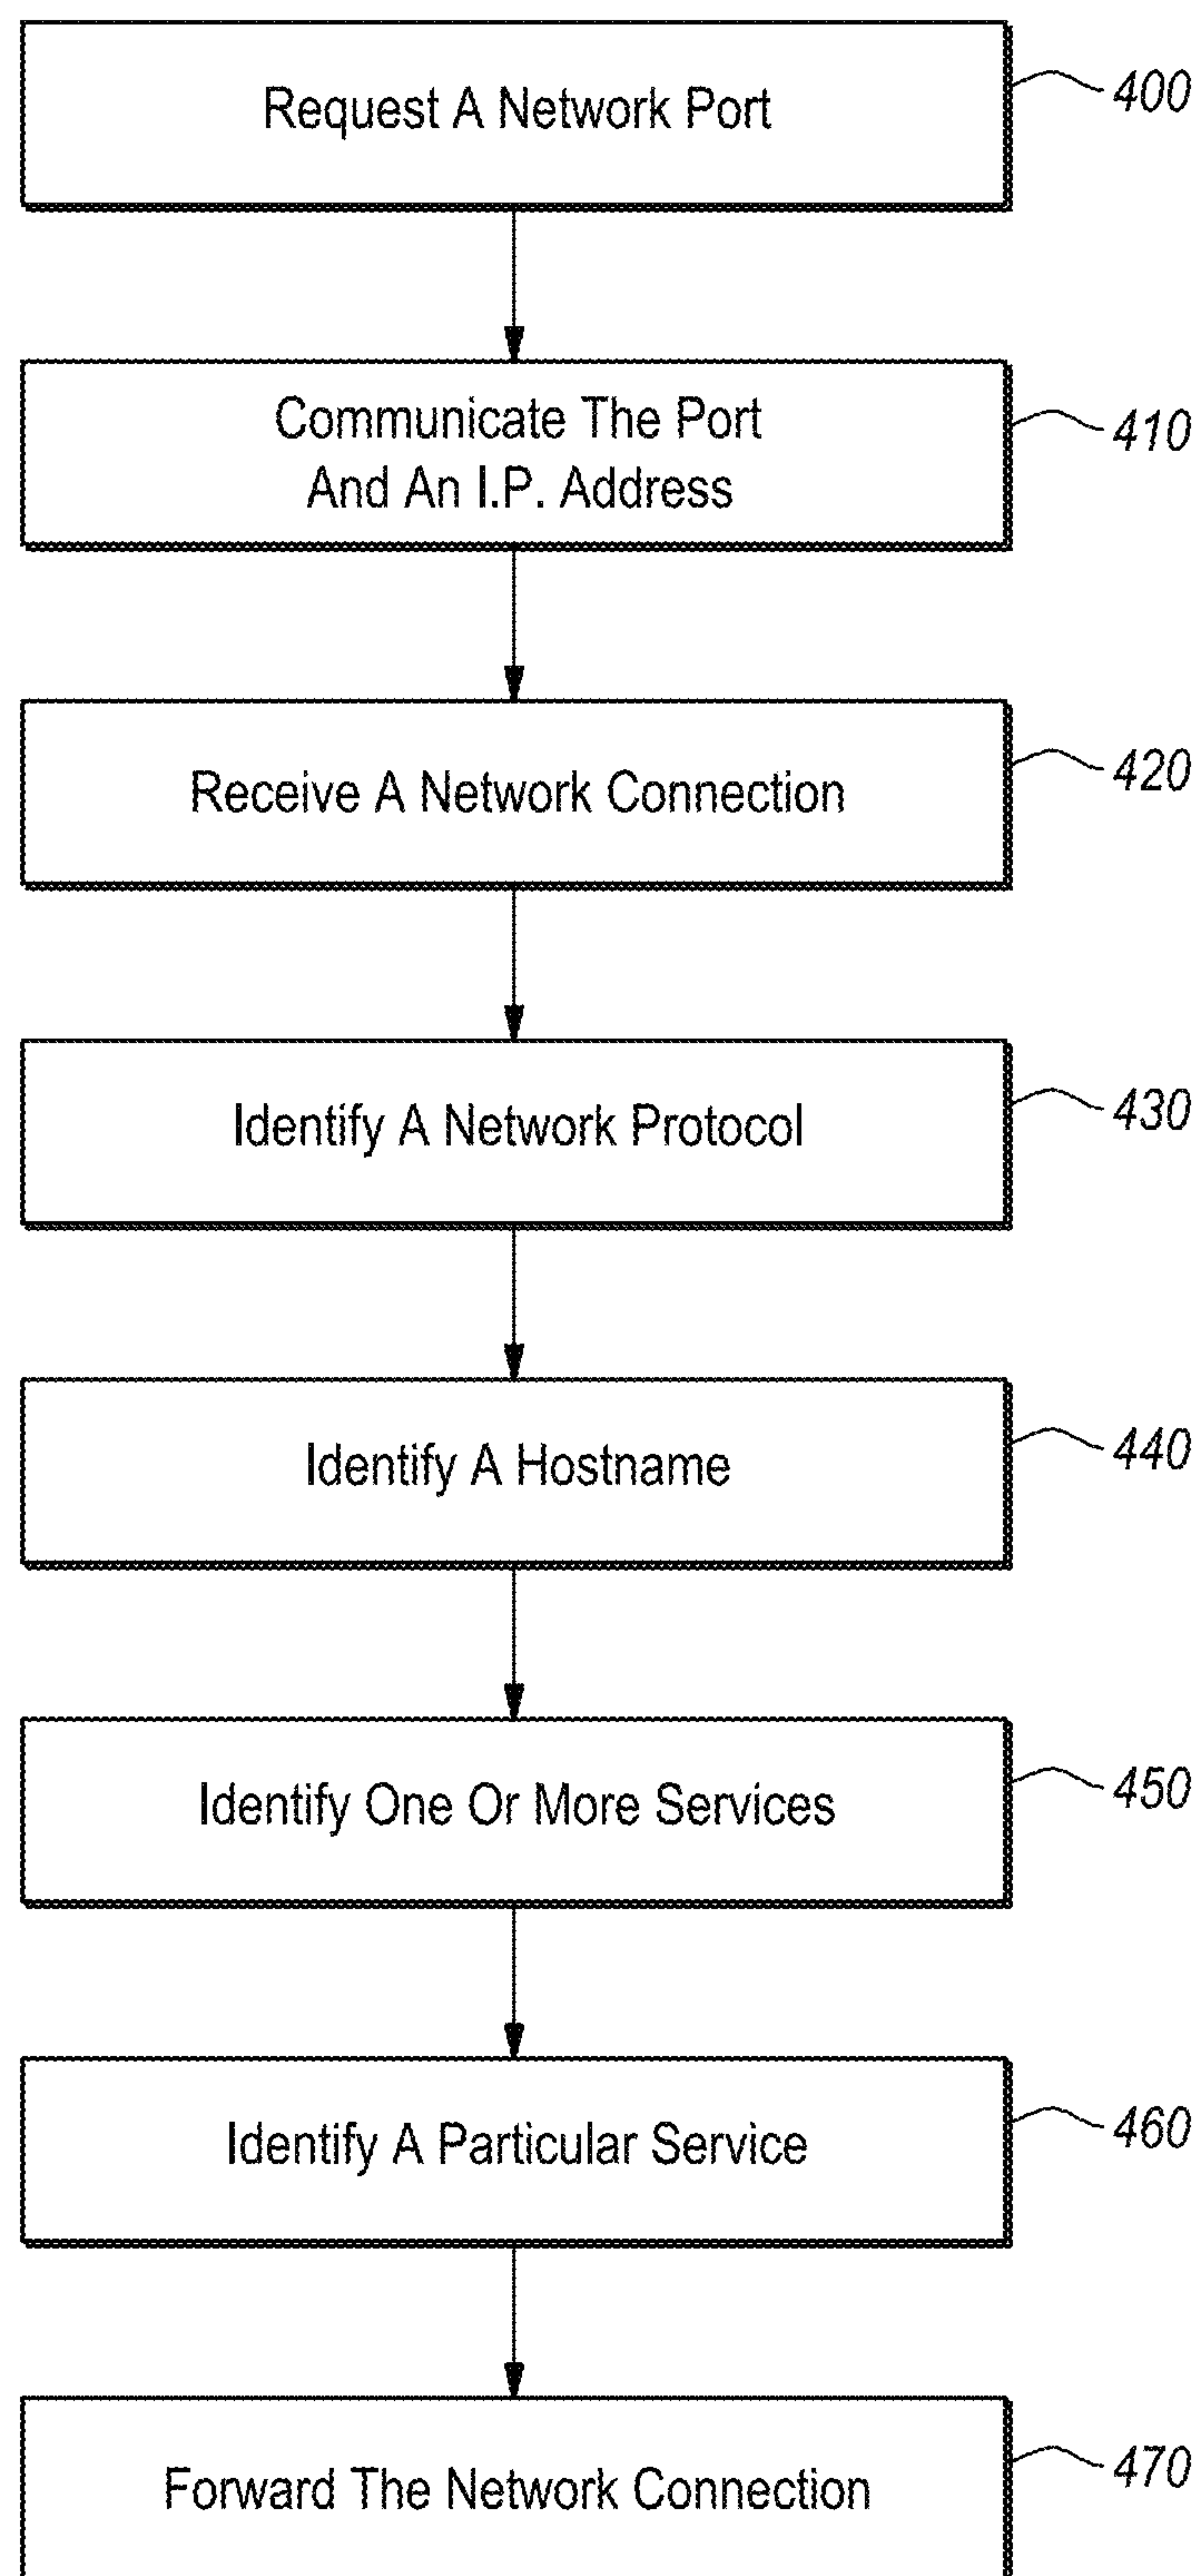 Request A Network Port
400
Communicate The Port
And An I.P. Address
410
Receive A Network Connection
420
Identify A Network Protocol
430
Identify A Hostname
440
Identify One Or More Services
450
Identify A Particular Service
460
Forward The Network Connection
470